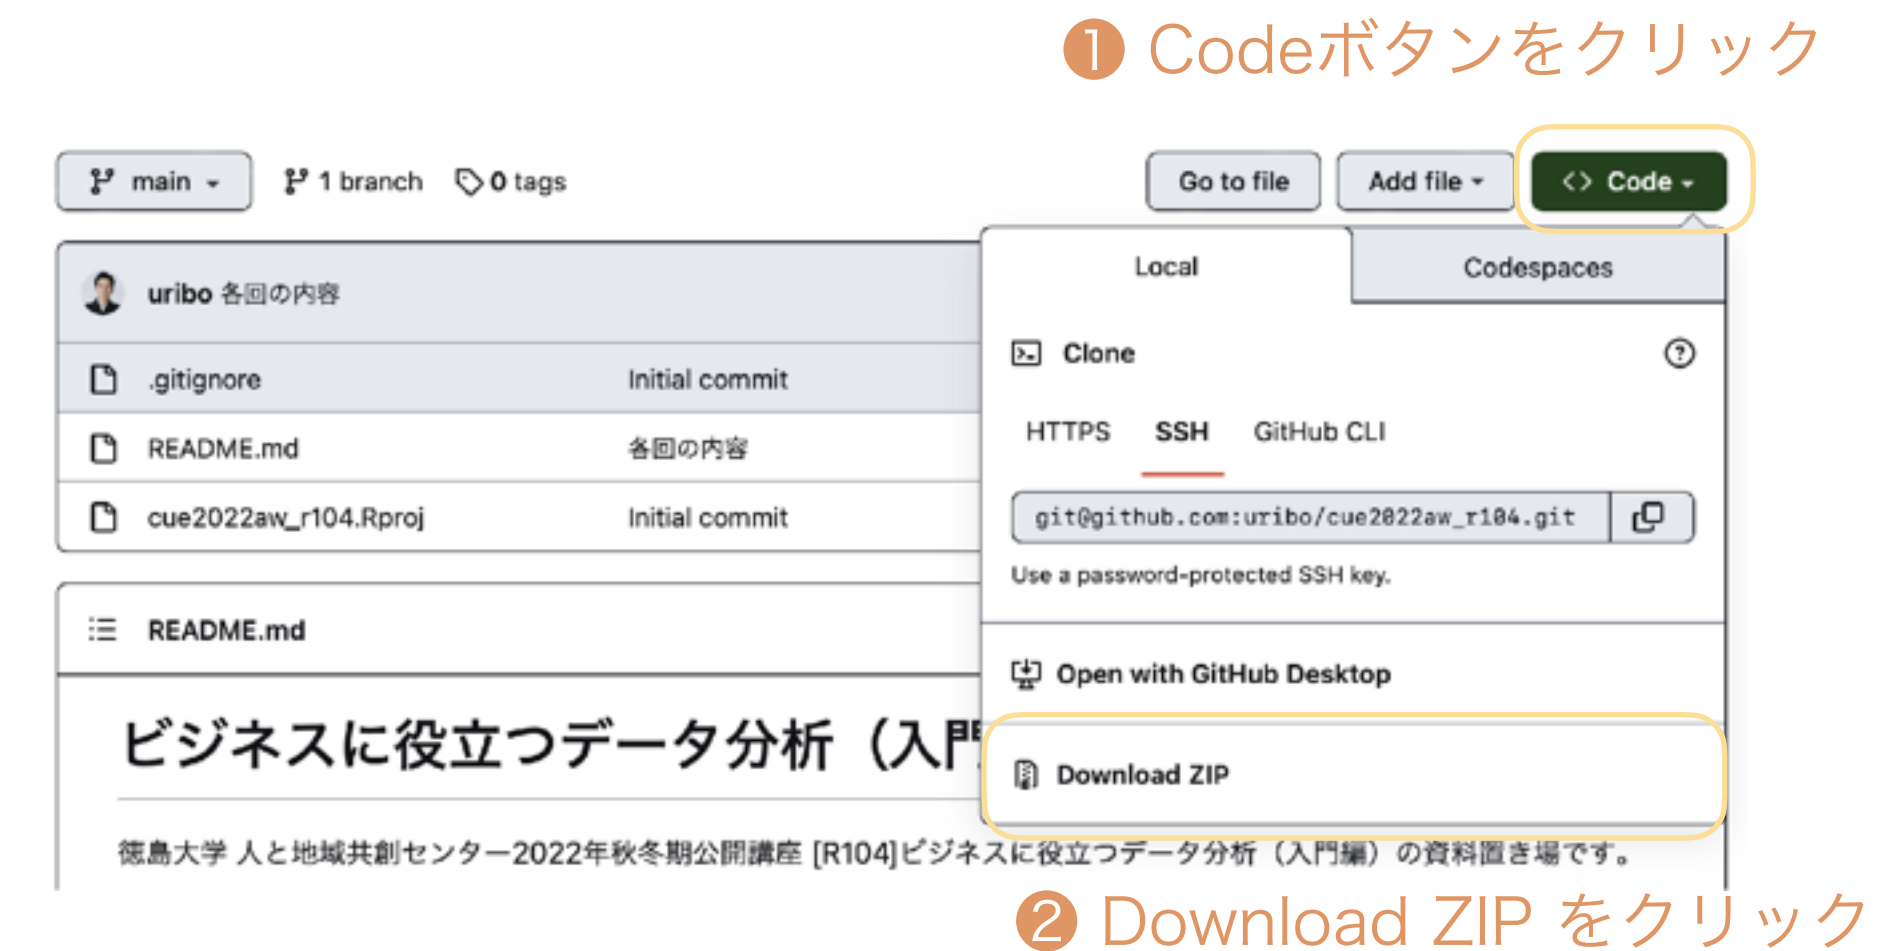 ❶ Codeボタンをクリック
main
1 branch
0 tags
Go to file
Add file
<> Code
Local
Codespaces
uribo 各回の内容
Clone
.gitignore
Initial commit
HTTPS
SSH
GitHub CLI
README.md
各回の内容
cue2022aw_r104.Rproj
Initial commit
git@github.com:uribo/cue2022aw_r104.git
Use a password-protected SSH key.
README.md
Open with GitHub Desktop
ビジネスに役立つデータ分析（入門
Download ZIP
徳島大学 人と地域共創センター2022年秋冬期公開講座 [R104]ビジネスに役立つデータ分析（入門編）の資料置き場です。
❷ Download ZIP をクリック